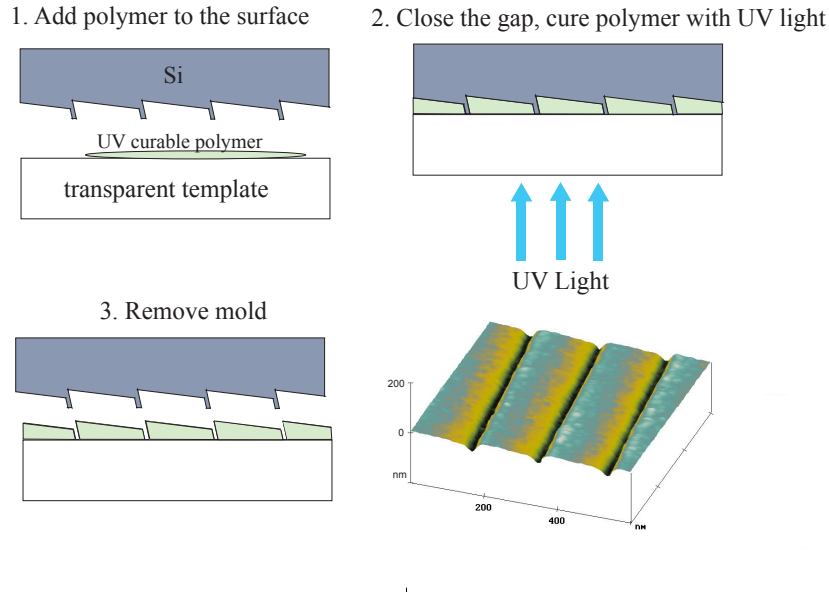 1. Add polymer to the surface
2. Close the gap, cure polymer with UV light
Si
UV curable polymer
transparent template
UV Light
3. Remove mold
200
0
nm
200
400
nм